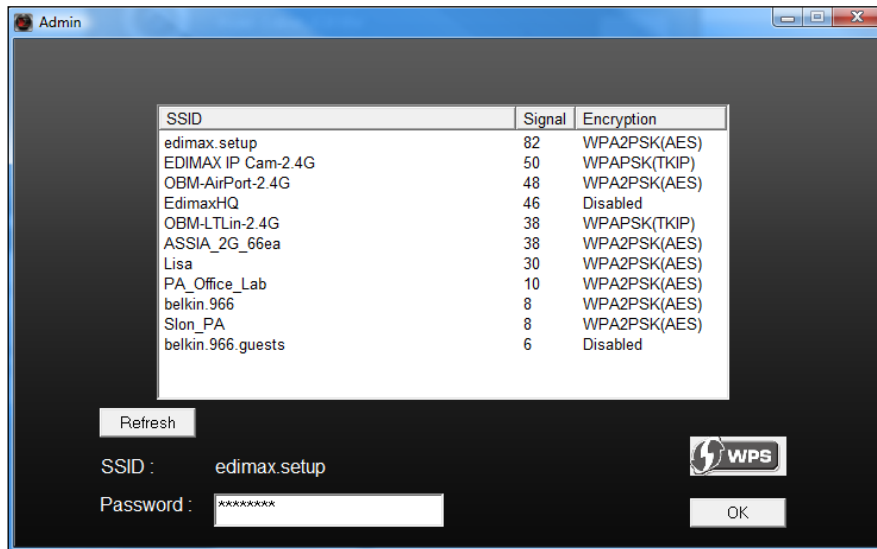 Admin
SSID Signal Encryption
edimax.setup 82 WPA2PSK(AES)
EDIMAX IP Cam-2.4G 50 WPAPSK(TKIP)
OBM-AirPort-2.4G 48 WPA2PSK(AES)
EdimaxHQ 46 Disabled
OBM-LTLin-2.4G 38 WPAPSK(TKIP)
ASSIA_2G_66ea 38 WPA2PSK(AES)
Lisa 30 WPA2PSK(AES)
PA_Office_Lab 10 WPA2PSK(AES)
belkin.966 8 WPA2PSK(AES)
Slon_PA 8 WPA2PSK(AES)
belkin.966.guests 6 Disabled
Refresh
SSID : edimax.setup
WPS
Password : ********
OK